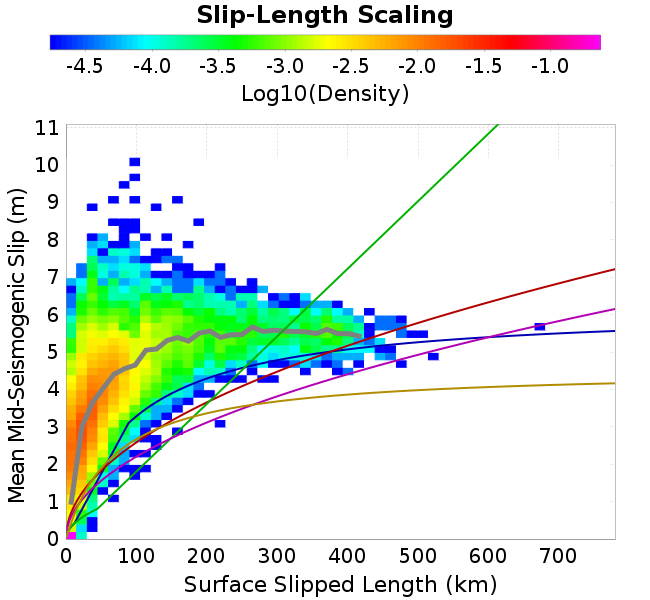 Slip-Length Scaling
-4.5 -4.0 -3.5 -3.0 -2.5 -2.0 -1.5 -1.0
Log10(Density)
11
10
9
8
7
6
5
4
3
2
1
0
Mean Mid-Seismogenic Slip (m)
0 100 200 300 400 500 600 700
Surface Slipped Length (km)